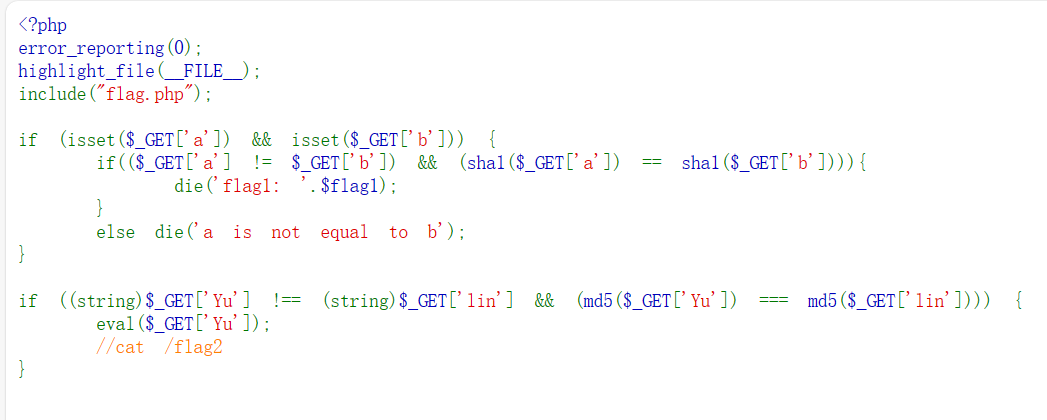 <?php
error_reporting(0);
highlight_file(__FILE__);
include("flag.php");
if (isset($_GET['a']) && isset($_GET['b'])) {
if(($_GET['a'] != $_GET['b']) && (sha1($_GET['a']) == sha1($_GET['b']))){
die('flag1: '.$flag1);
}
else die('a is not equal to b');
}
if ((string)$_GET['Yu'] !== (string)$_GET['lin'] && (md5($_GET['Yu']) === md5($_GET['lin']))) {
eval($_GET['Yu']);
//cat /flag2
}